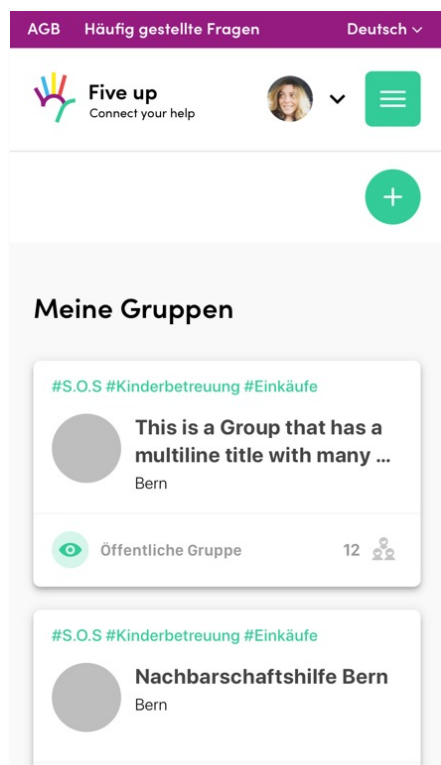 AGB Häufig gestellte Fragen Deutsch
Five up
Connect your help
Meine Gruppen
#S.O.S #Kinderbetreuung #Einkäufe
This is a Group that has a
multiline title with many ...
Bern
Öffentliche Gruppe 12
#S.O.S #Kinderbetreuung #Einkäufe
Nachbarschaftshilfe Bern
Bern